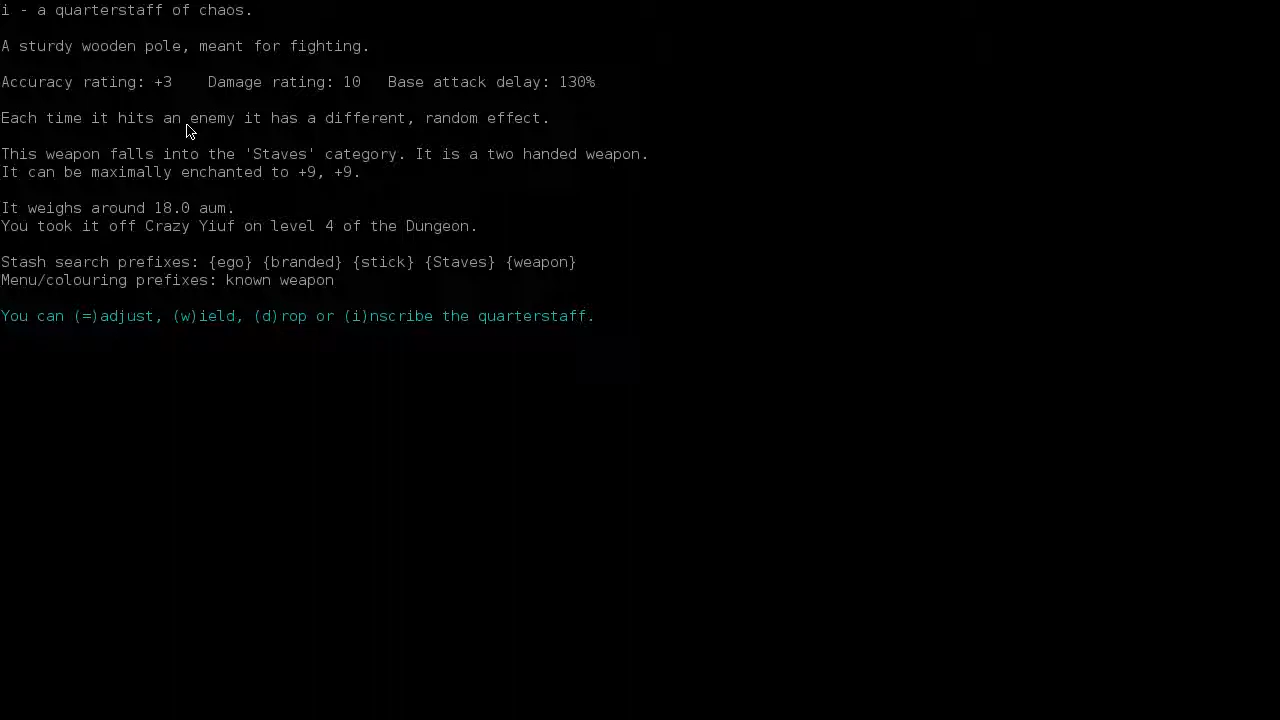 i - a quarterstaff of chaos.
A sturdy wooden pole, meant for fighting.
Accuracy rating: +3    Damage rating: 10   Base attack delay: 130%
Each time it hits an enemy it has a different, random effect.
This weapon falls into the 'Staves' category. It is a two handed weapon.
It can be maximally enchanted to +9, +9.
It weighs around 18.0 aum.
You took it off Crazy Yiuf on level 4 of the Dungeon.
Stash search prefixes: {ego} {branded} {stick} {Staves} {weapon}
Menu/colouring prefixes: known weapon
You can (=)adjust, (w)ield, (d)rop or (i)nscribe the quarterstaff.